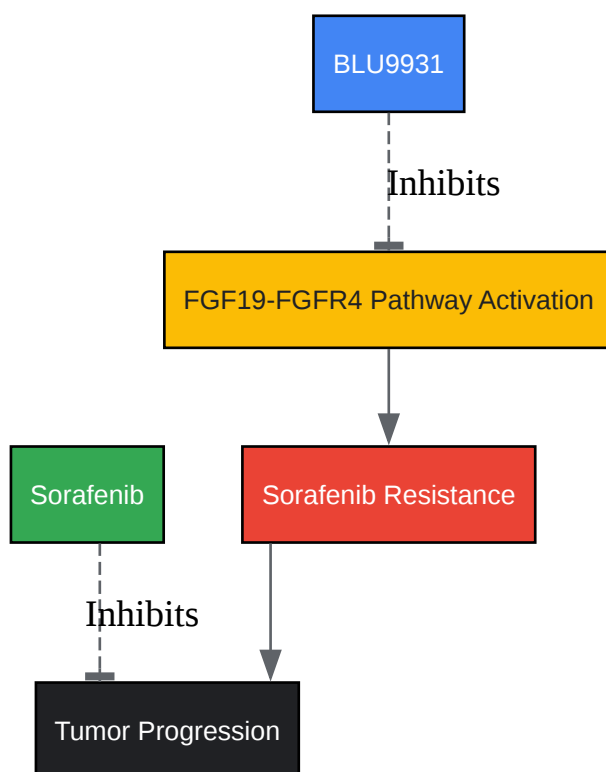 BLU9931
Inhibits
FGF19-FGFR4 Pathway Activation
Sorafenib
Sorafenib Resistance
Inhibits
Tumor Progression